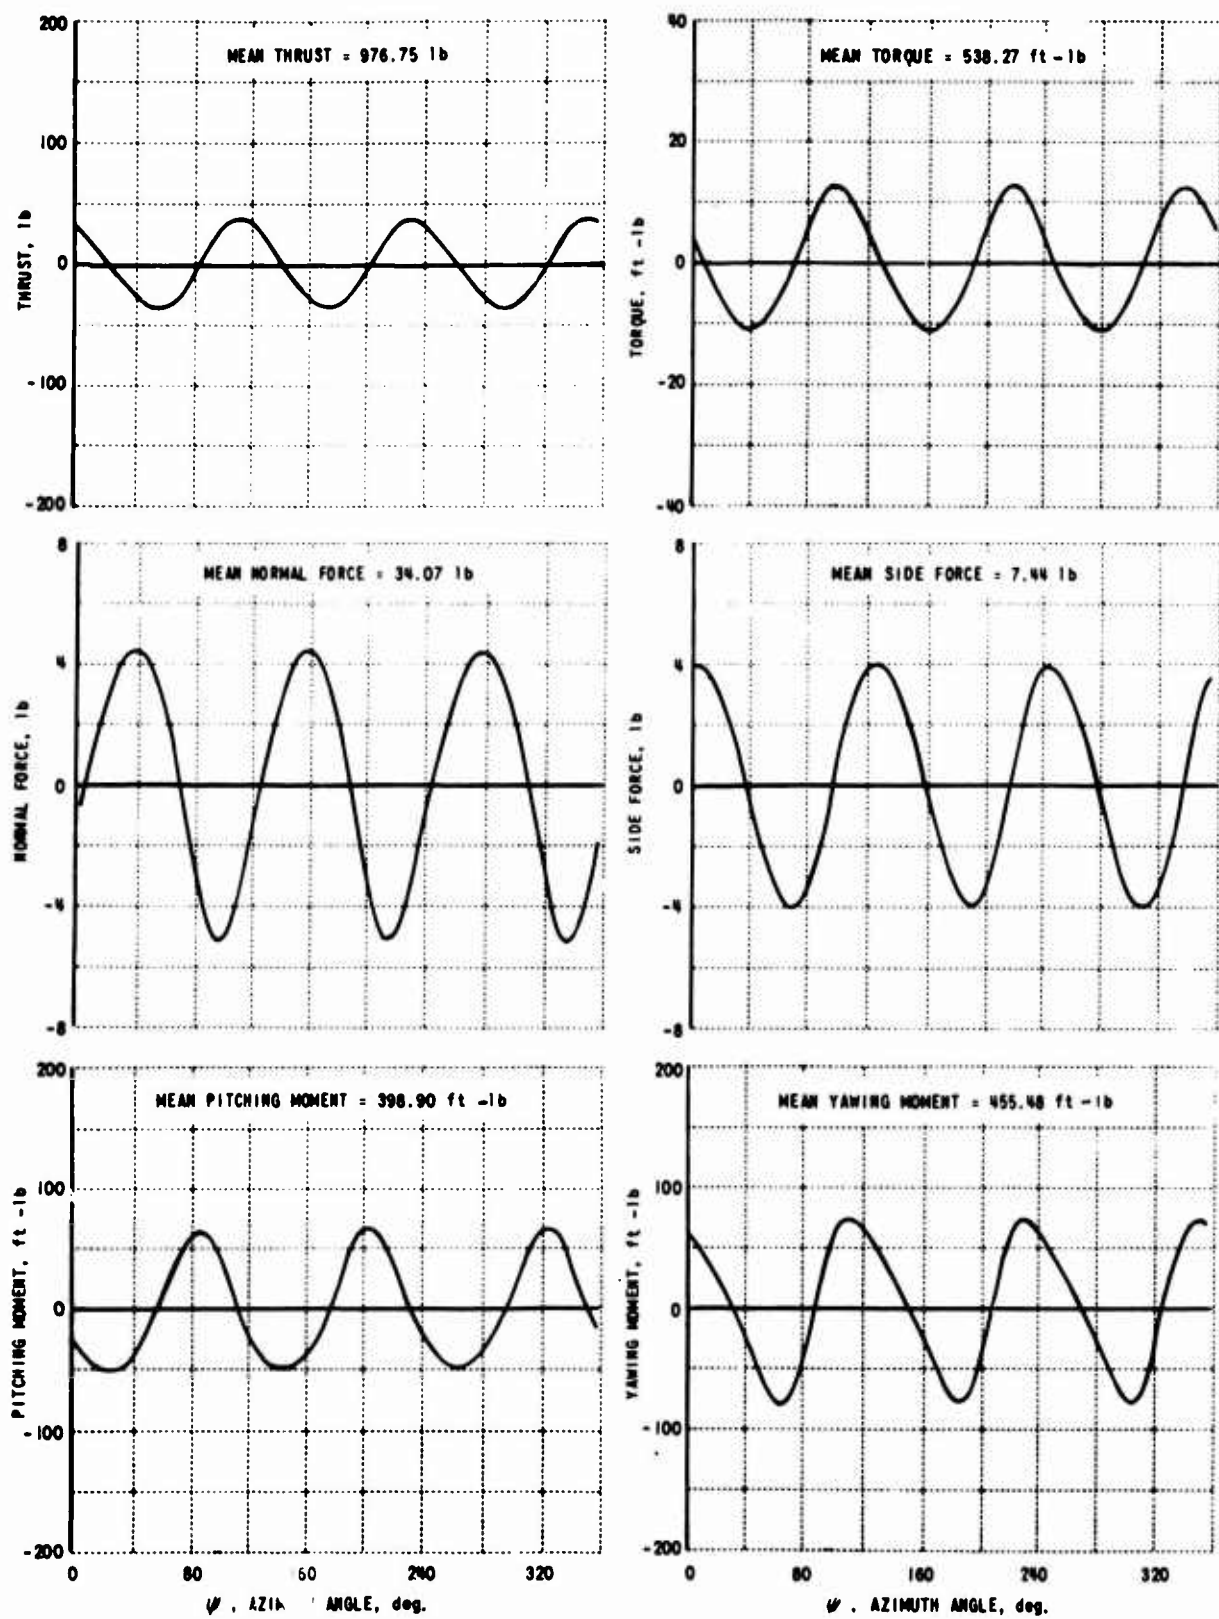 200
MEAN THRUST = 976.75 lb
100
0
-100
-200
THRUST, lb
40
MEAN TORQUE = 538.27 ft-lb
20
0
-20
-40
TORQUE, ft-lb
8
MEAN NORMAL FORCE = 34.07 lb
4
0
-4
-8
NORMAL FORCE, lb
8
MEAN SIDE FORCE = 7.44 lb
4
0
-4
-8
SIDE FORCE, lb
200
MEAN PITCHING MOMENT = 398.90 ft-lb
100
0
-100
-200
PITCHING MOMENT, ft-lb
0 80 60 240 320
ψ, AZI ANGLE, deg.
200
MEAN YAWING MOMENT = 455.48 ft-lb
100
0
-100
-200
YAWING MOMENT, ft-lb
0 80 160 240 320
ψ, AZIMUTH ANGLE, deg.